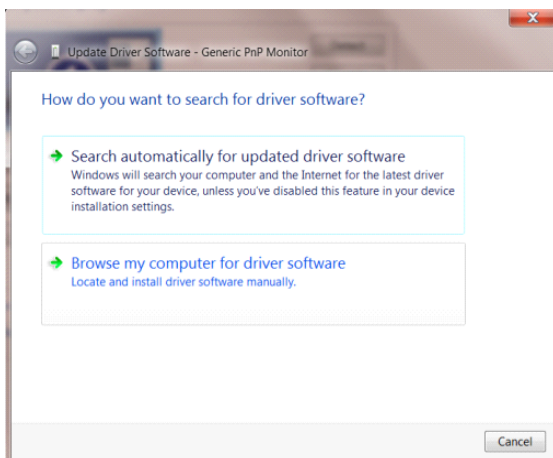 Update Driver Software - Generic PnP Monitor
How do you want to search for driver software?
Search automatically for updated driver software
Windows will search your computer and the Internet for the latest driver
software for your device, unless you've disabled this feature in your device
installation settings.
Browse my computer for driver software
Locate and install driver software manually.
Cancel